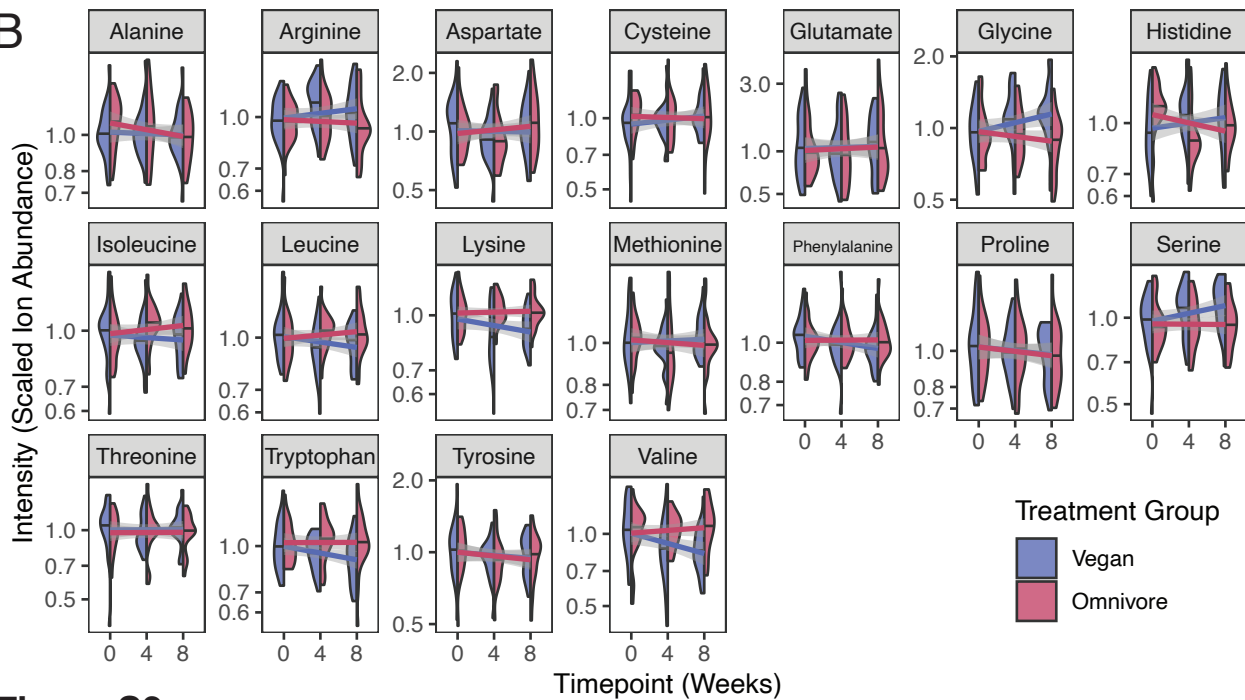 B
Alanine Arginine Aspartate Cysteine Glutamate Glycine Histidine
1.0 0.8 0.7
1.0 0.7 0.6
2.0 1.0 0.5
1.0 0.7 0.5
3.0 1.0 0.5
2.0 1.0 0.5
1.0 0.7 0.6
Isoleucine Leucine Lysine Methionine Phenylalanine Proline Serine
1.0 0.7 0.6
1.0 0.7 0.6
1.0 0.7 0.6
1.0 0.8 0.7
1.0 0.8 0.7
1.0 0.8 0.7
1.0 0.7 0.5
0 4 8 0 4 8 0 4 8
Threonine Tryptophan Tyrosine Valine
1.0 0.7 0.5
1.0 0.7 0.6
2.0 1.0 0.5
1.0 0.7 0.5
0 4 8 0 4 8 0 4 8 0 4 8
Intensity (Scaled Ion Abundance)
Timepoint (Weeks)
Treatment Group
Vegan
Omnivore